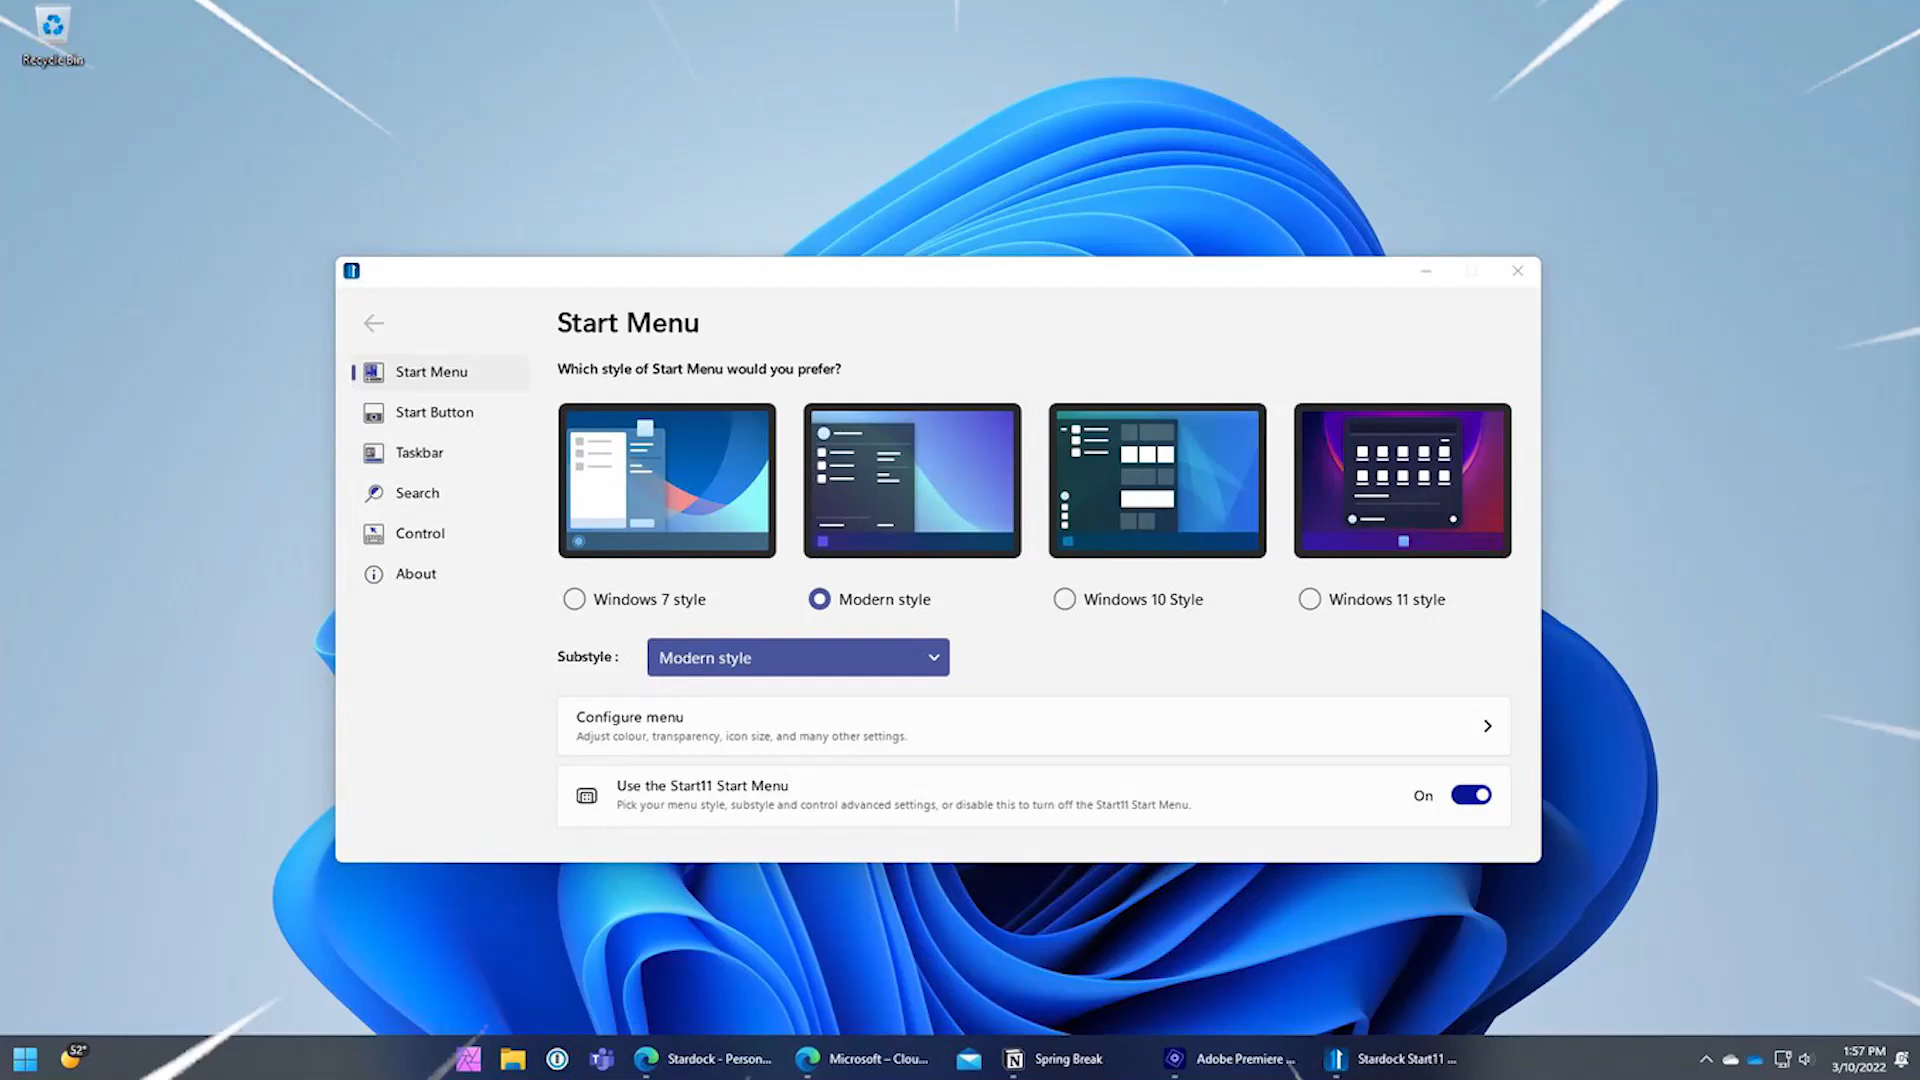 Recycle Bin
Start Menu
Which style of Start Menu would you prefer?
Start Menu
Start Button
Taskbar
Search
Control
About
Windows 7 style
Modern style
Windows 10 Style
Windows 11 style
Substyle :
Modern style
Configure menu
Adjust colour, transparency, icon size, and many other settings.
Use the Start11 Start Menu
Pick your menu style, substyle and control advanced settings, or disable this to turn off the Start11 Start Menu.
On
52°
Stardock - Person...
Microsoft – Clou...
Spring Break
Adobe Premiere ...
Stardock Start11 ...
1:57 PM
3/10/2022